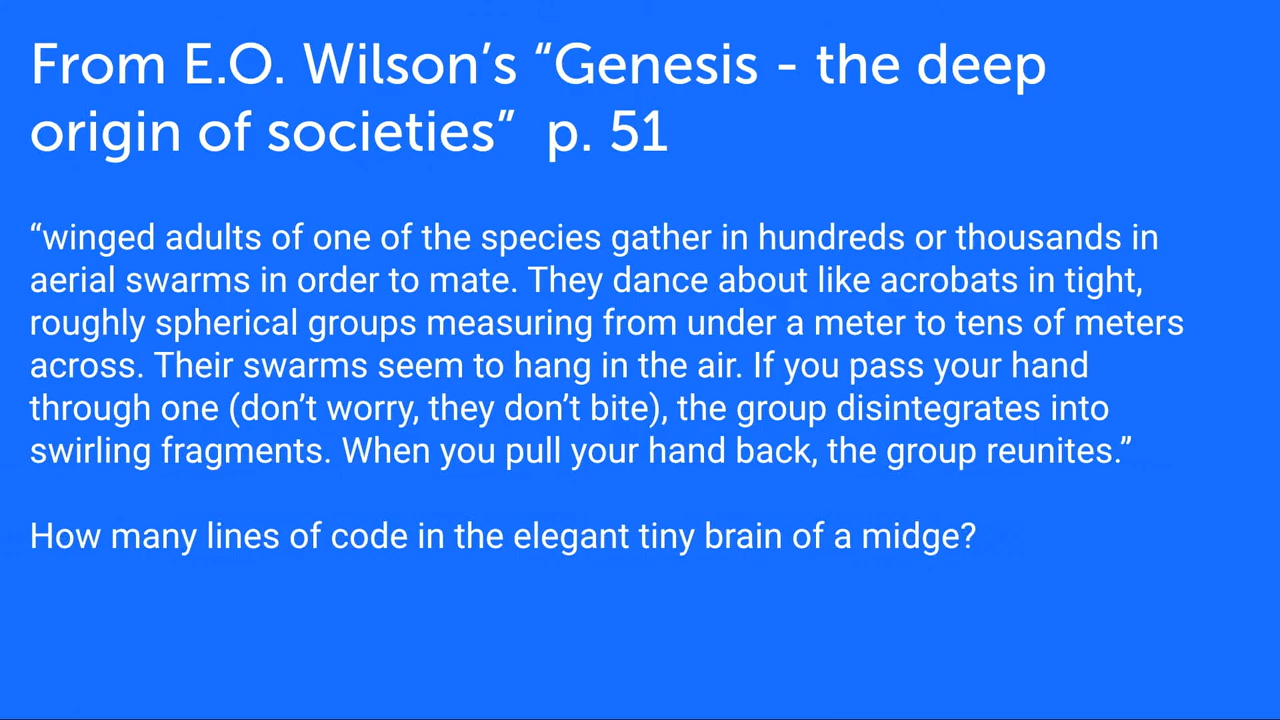 From E.O. Wilson’s “Genesis - the deep
origin of societies”  p. 51
“winged adults of one of the species gather in hundreds or thousands in
aerial swarms in order to mate. They dance about like acrobats in tight,
roughly spherical groups measuring from under a meter to tens of meters
across. Their swarms seem to hang in the air. If you pass your hand
through one (don’t worry, they don’t bite), the group disintegrates into
swirling fragments. When you pull your hand back, the group reunites.”
How many lines of code in the elegant tiny brain of a midge?